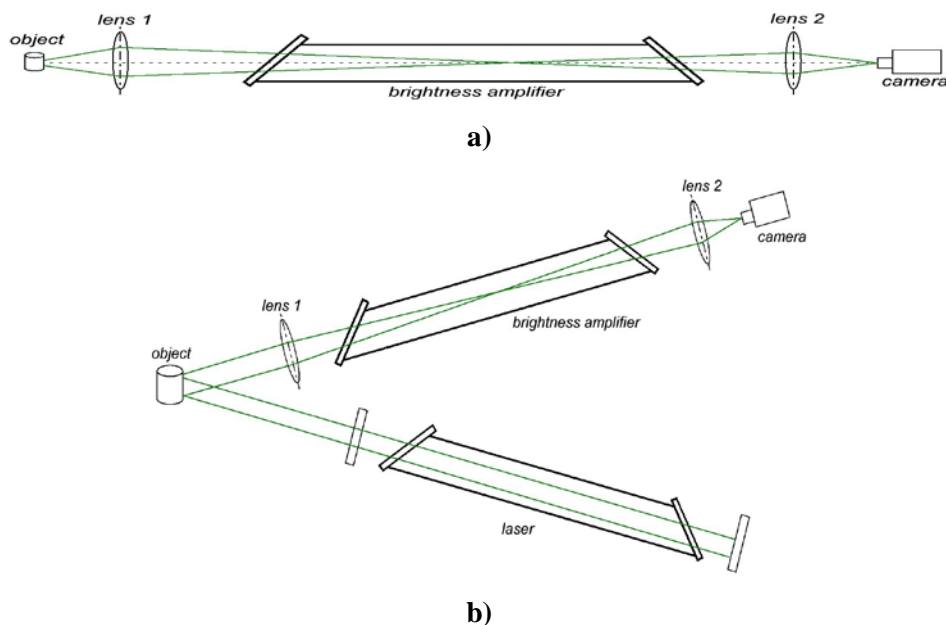 lens 1
lens 2
object
brightness amplifier
camera
a)
lens 2
camera
lens 1
brightness amplifier
object
laser
b)